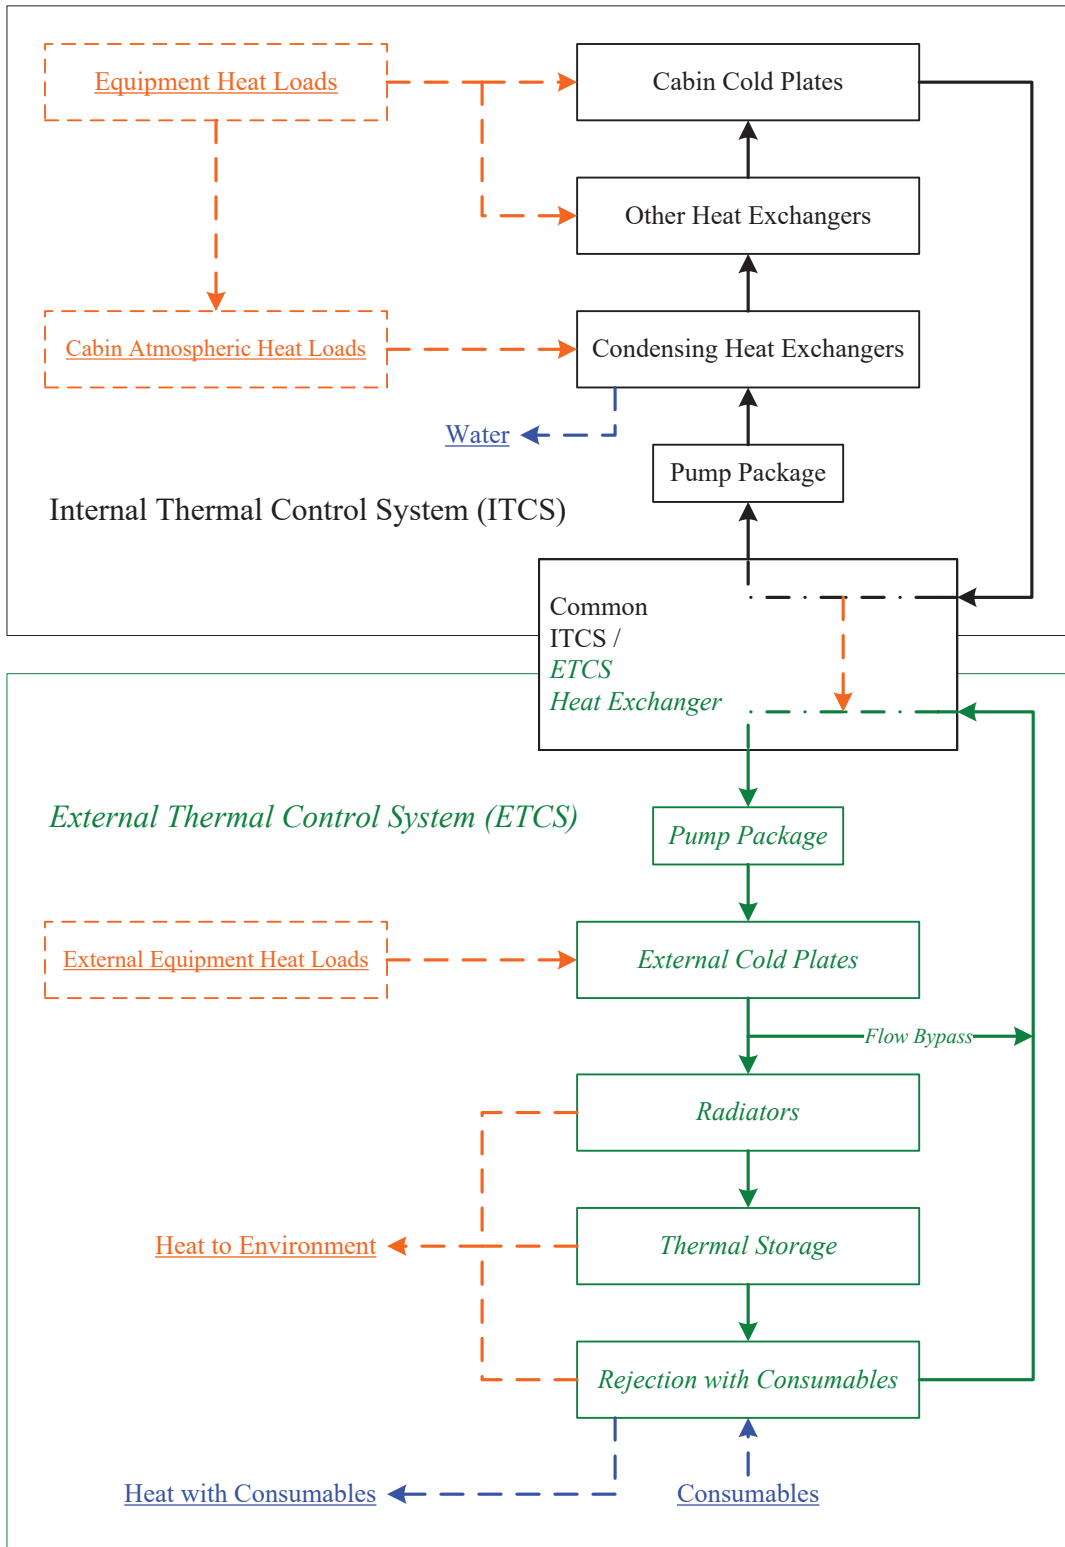 Equipment Heat Loads
Cabin Cold Plates
Other Heat Exchangers
Cabin Atmospheric Heat Loads
Condensing Heat Exchangers
Water
Pump Package
Internal Thermal Control System (ITCS)
Common
ITCS /
ETCS
Heat Exchanger
External Thermal Control System (ETCS)
Pump Package
External Equipment Heat Loads
External Cold Plates
Flow Bypass
Radiators
Heat to Environment
Thermal Storage
Rejection with Consumables
Heat with Consumables
Consumables